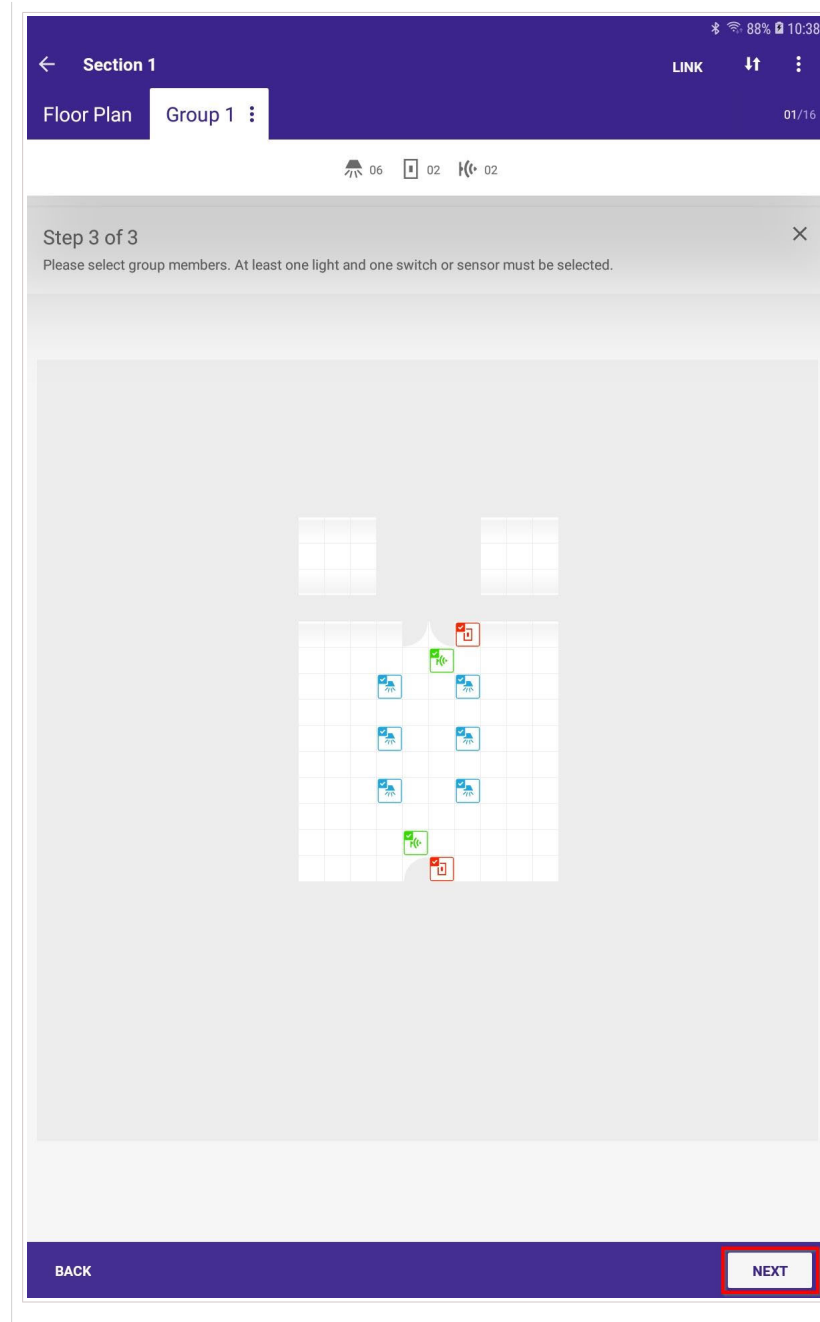 88% 10:38
Section 1 LINK
Floor Plan Group 1 01/16
06 02 02
Step 3 of 3
Please select group members. At least one light and one switch or sensor must be selected.
BACK NEXT